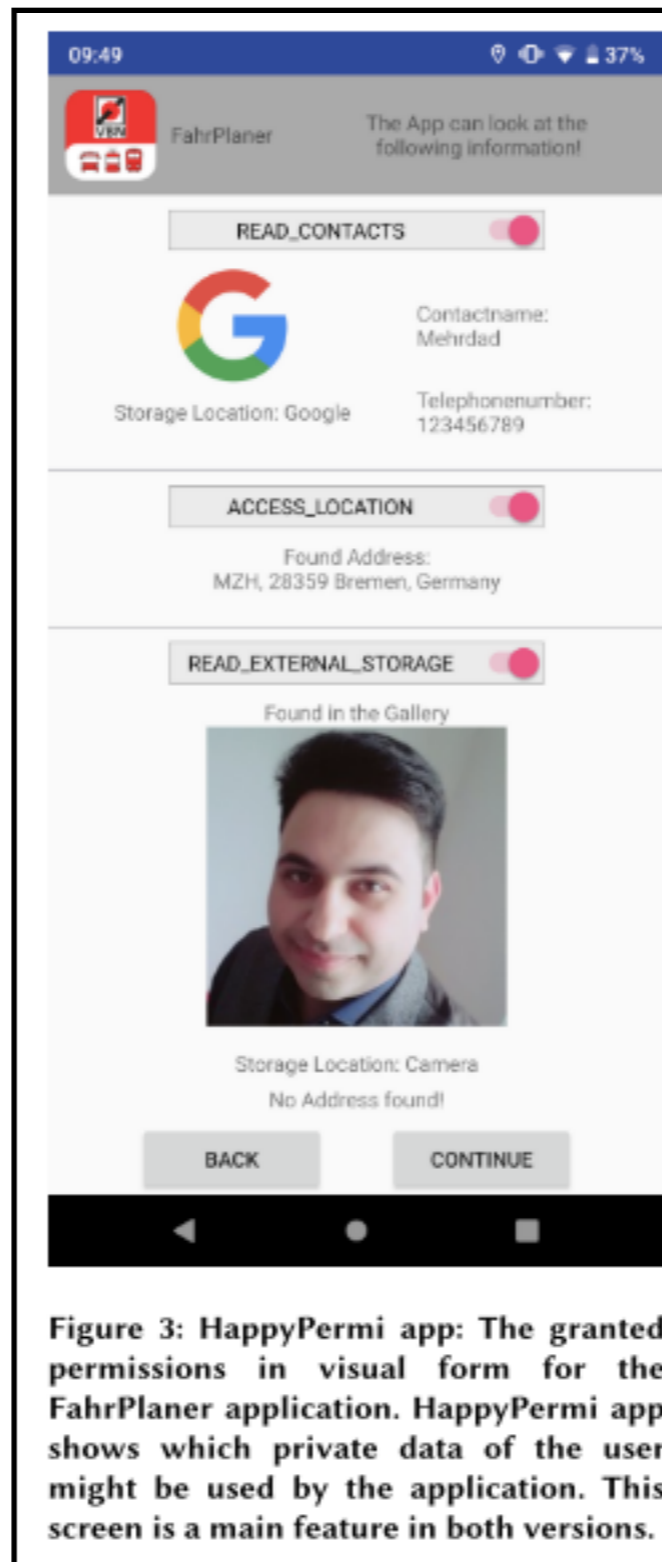 09:49 37%
VBN
FahrPlaner
The App can look at the
following information!
READ_CONTACTS
Contactname:
Mehrdad
Storage Location: Google
Telephonenumber:
123456789
ACCESS_LOCATION
Found Address:
MZH, 28359 Bremen, Germany
READ_EXTERNAL_STORAGE
Found in the Gallery
Storage Location: Camera
No Address found!
BACK CONTINUE
Figure 3: HappyPermi app: The granted
permissions in visual form for the
FahrPlaner application. HappyPermi app
shows which private data of the user
might be used by the application. This
screen is a main feature in both versions.